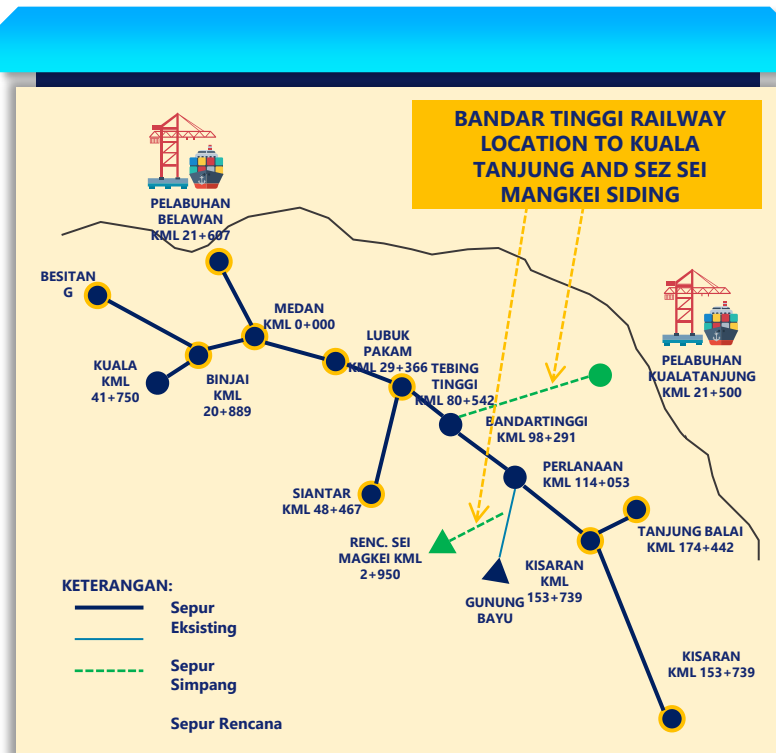 BANDAR TINGGI RAILWAY
LOCATION TO KUALA
TANJUNG AND SEZ SEI
MANGKEI SIDING
PELABUHAN
BELAWAN
KML 21+607
BESITAN
G
MEDAN
KML 0+000
LUBUK
PAKAM
KML 29+366
TEBING
TINGGI
KML 80+542
PELABUHAN
KUALATANJUNG
KML 21+500
KUALA
KML
41+750
BINJAI
KML
20+889
BANDARTINGGI
KML 98+291
PERLANAAN
KML 114+053
SIANTAR
KML 48+467
TANJUNG BALAI
KML 174+442
RENC. SEI
MAGKEI KML
2+950
KISARAN
KML
153+739
GUNUNG
BAYU
KETERANGAN:
Sepur
Eksisting
Sepur
Simpang
Sepur Rencana
KISARAN
KML 153+739